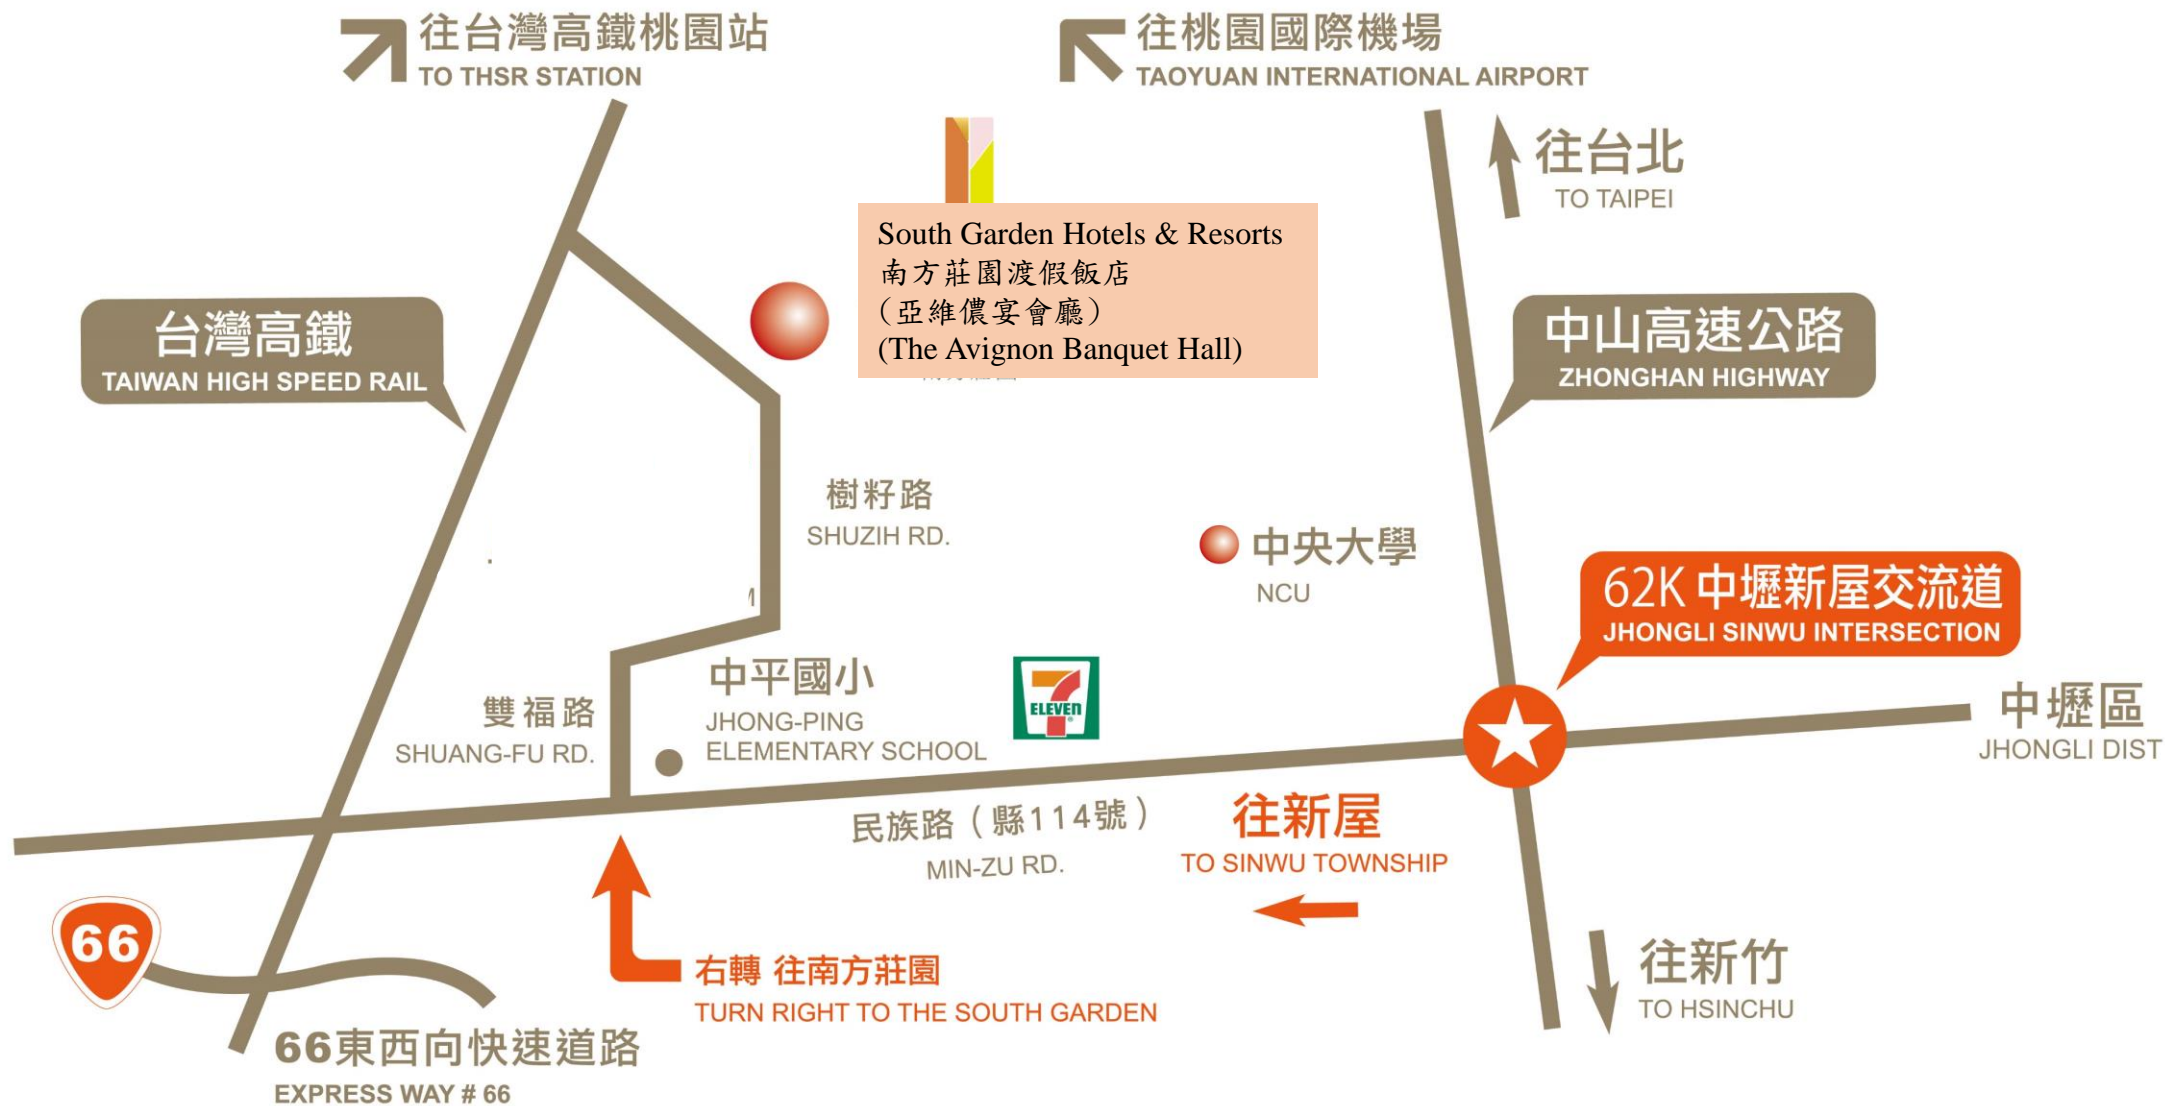 往台灣高鐵桃園站
TO THSR STATION
往桃園國際機場
TAOYUAN INTERNATIONAL AIRPORT
往台北
TO TAIPEI
South Garden Hotels & Resorts
南方莊園渡假飯店
(亞維儂宴會廳)
(The Avignon Banquet Hall)
台灣高鐵
TAIWAN HIGH SPEED RAIL
中山高速公路
ZHONGHAN HIGHWAY
樹籽路
SHUZIH RD.
中央大學
NCU
62K 中壢新屋交流道
JHONGLI SINWU INTERSECTION
中平國小
JHONG-PING
ELEMENTARY SCHOOL
7
ELEVEn
®
雙福路
SHUANG-FU RD.
中壢區
JHONGLI DIST
民族路（縣114號）
MIN-ZU RD.
往新屋
TO SINWU TOWNSHIP
66
右轉 往南方莊園
TURN RIGHT TO THE SOUTH GARDEN
往新竹
TO HSINCHU
66東西向快速道路
EXPRESS WAY # 66